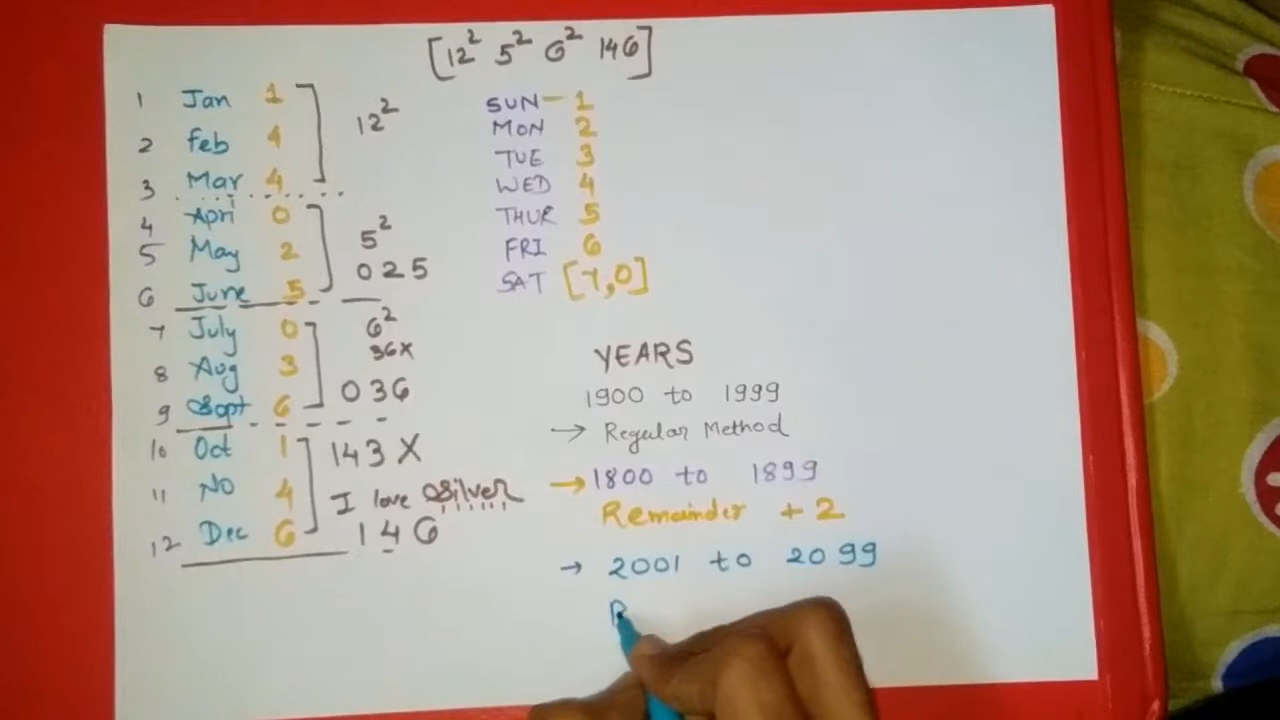 [12² 5² 6² 146]
1 Jan 1
2 Feb 4
3 Mar 4
12²
4 Apri 0
5 May 2
6 June 5
5²
025
7 July 0
8 Aug 3
9 Sept 6
6²
36X
036
10 Oct 1
11 No 4
12 Dec 6
143X
I love Silver
146
SUN - 1
MON 2
TUE 3
WED 4
THUR 5
FRI 6
SAT [7,0]
YEARS
1900 to 1999
→ Regular Method
→ 1800 to 1899
Remainder +2
→ 2001 to 2099